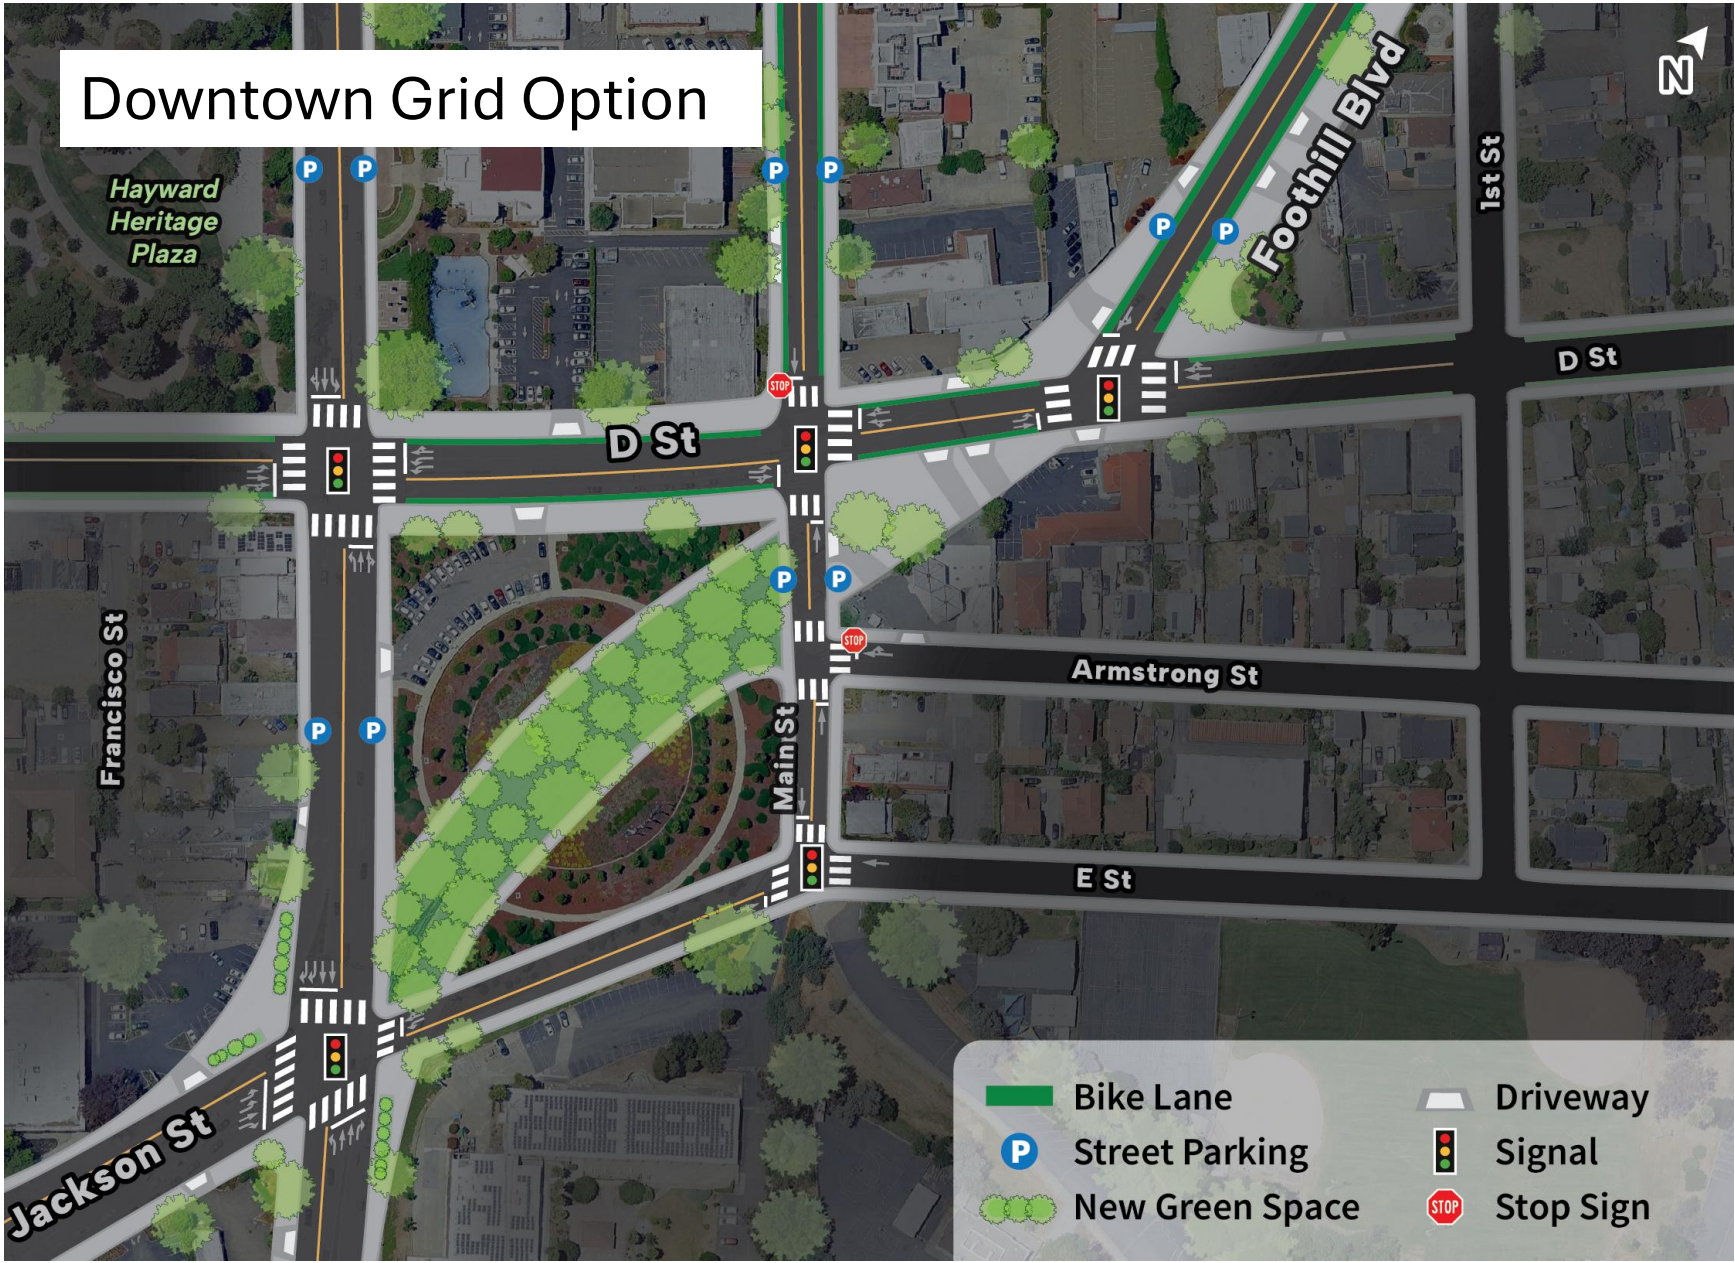 Downtown Grid Option
N
Hayward
Heritage
Plaza
P
P
P
P
P
P
Foothill Blvd
1st St
D St
STOP
D St
P
P
STOP
Armstrong St
Francisco St
P
P
Main St
E St
Jackson St
Bike Lane
Driveway
P
Street Parking
Signal
New Green Space
STOP
Stop Sign